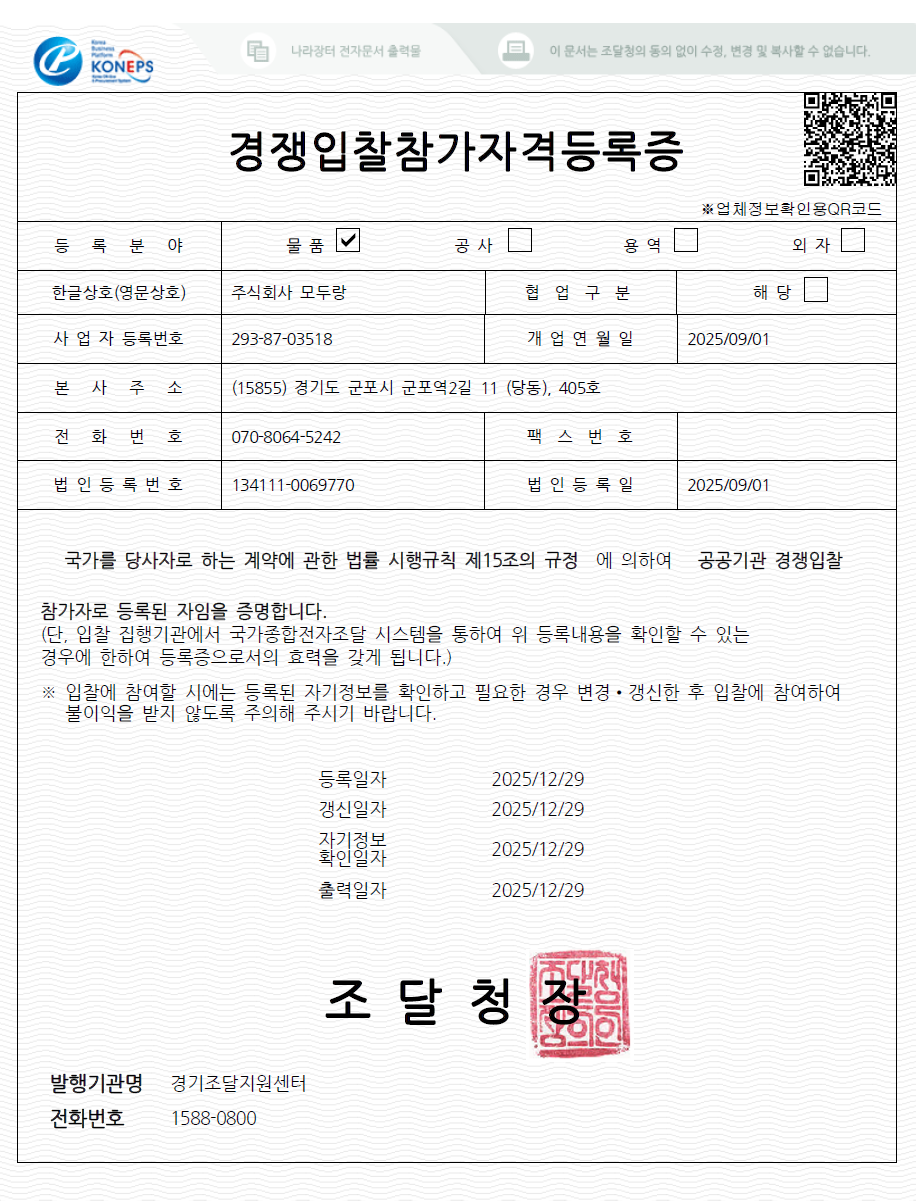 Korea
Business
Platform
KONEPS
나라장터 전자문서 출력물
이 문서는 조달청의 동의 없이 수정, 변경 및 복사할 수 없습니다.
경쟁입찰참가자격등록증
※업체정보확인용QR코드
등 록 분 야 물 품 공 사 용 역 외 자
한글상호(영문상호) 주식회사 모두랑 협 업 구 분 해 당
사 업 자 등록번호 293-87-03518 개 업 연 월 일 2025/09/01
본 사 주 소 (15855) 경기도 군포시 군포역2길 11 (당동), 405호
전 화 번 호 070-8064-5242 팩 스 번 호
법 인 등 록 번 호 134111-0069770 법 인 등 록 일 2025/09/01
국가를 당사자로 하는 계약에 관한 법률 시행규칙 제15조의 규정 에 의하여 공공기관 경쟁입찰
참가자로 등록된 자임을 증명합니다.
(단, 입찰 집행기관에서 국가종합전자조달 시스템을 통하여 위 등록내용을 확인할 수 있는
경우에 한하여 등록증으로서의 효력을 갖게 됩니다.)
※ 입찰에 참여할 시에는 등록된 자기정보를 확인하고 필요한 경우 변경•갱신한 후 입찰에 참여하여
불이익을 받지 않도록 주의해 주시기 바랍니다.
등록일자 2025/12/29
갱신일자 2025/12/29
자기정보
확인일자 2025/12/29
출력일자 2025/12/29
조 달 청 장
발행기관명 경기조달지원센터
전화번호 1588-0800